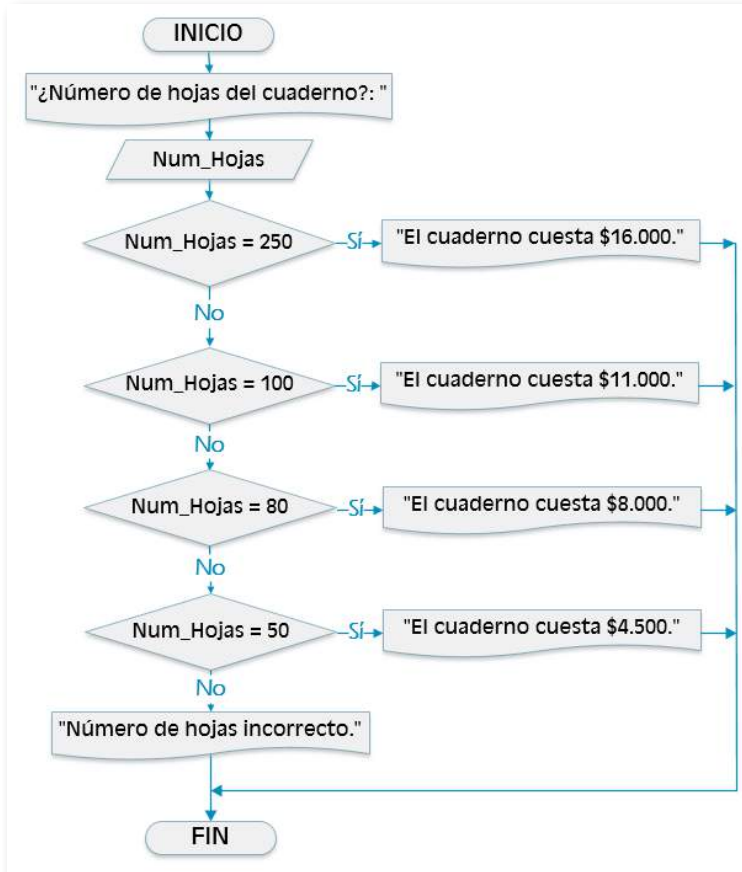 INICIO
"¿Número de hojas del cuaderno?: "
Num_Hojas
Num_Hojas = 250
Sí
"El cuaderno cuesta $16.000."
No
Num_Hojas = 100
Sí
"El cuaderno cuesta $11.000."
No
Num_Hojas = 80
Sí
"El cuaderno cuesta $8.000."
No
Num_Hojas = 50
Sí
"El cuaderno cuesta $4.500."
No
"Número de hojas incorrecto."
FIN